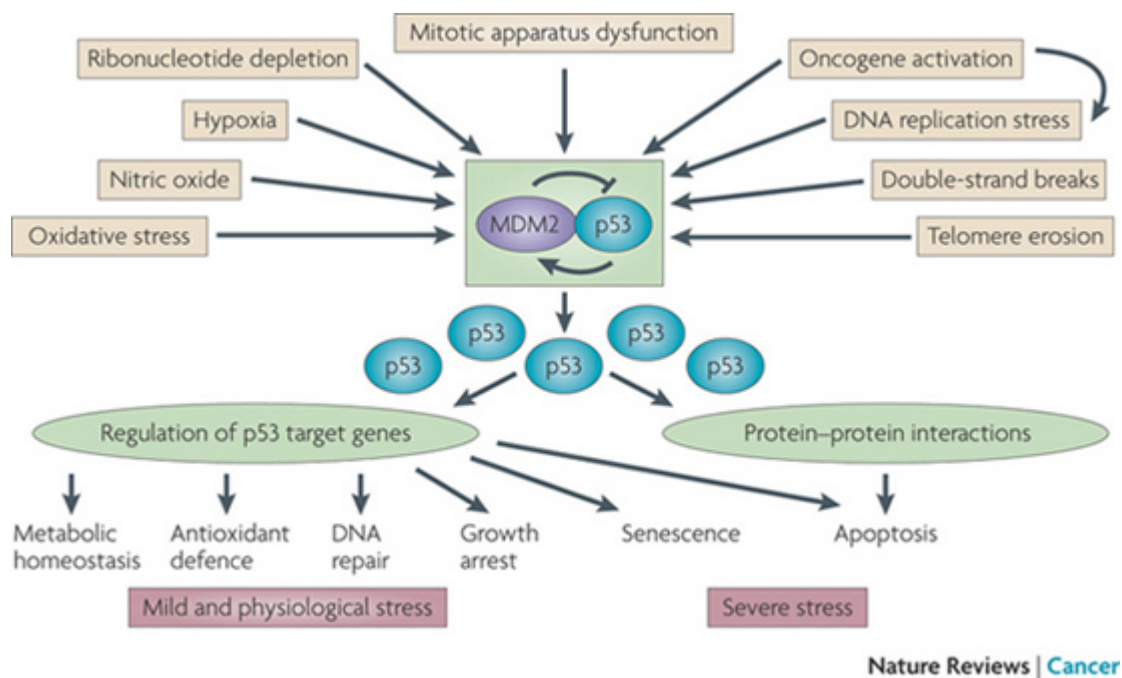 Mitotic apparatus dysfunction
Ribonucleotide depletion
Oncogene activation
Hypoxia
DNA replication stress
Nitric oxide
Double-strand breaks
Oxidative stress
Telomere erosion
MDM2
p53
p53
p53
p53
p53
p53
Regulation of p53 target genes
Protein–protein interactions
Metabolic
homeostasis
Antioxidant
defence
DNA
repair
Growth
arrest
Senescence
Apoptosis
Mild and physiological stress
Severe stress
Nature Reviews | Cancer